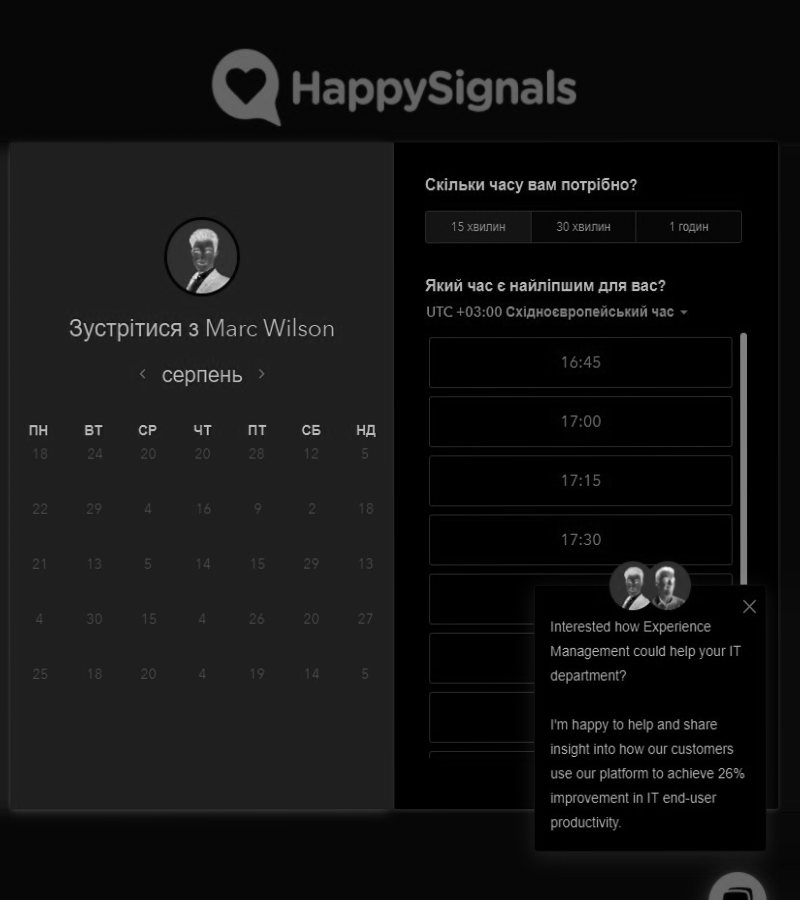 HappySignals
Зустрітися з Marc Wilson
серпень
ПН ВТ СР ЧТ ПТ СБ НД
18 24 20 20 28 12 5
22 29 4 16 9 2 18
21 13 5 14 15 29 13
4 30 15 4 26 20 27
25 18 20 4 19 14 5
Скільки часу вам потрібно?
15 хвилин 30 хвилин 1 годин
Який час є найліпшим для вас?
UTC +03:00 Східноєвропейський час
16:45
17:00
17:15
17:30
Interested how Experience
Management could help your IT
department?
I'm happy to help and share
insight into how our customers
use our platform to achieve 26%
improvement in IT end-user
productivity.